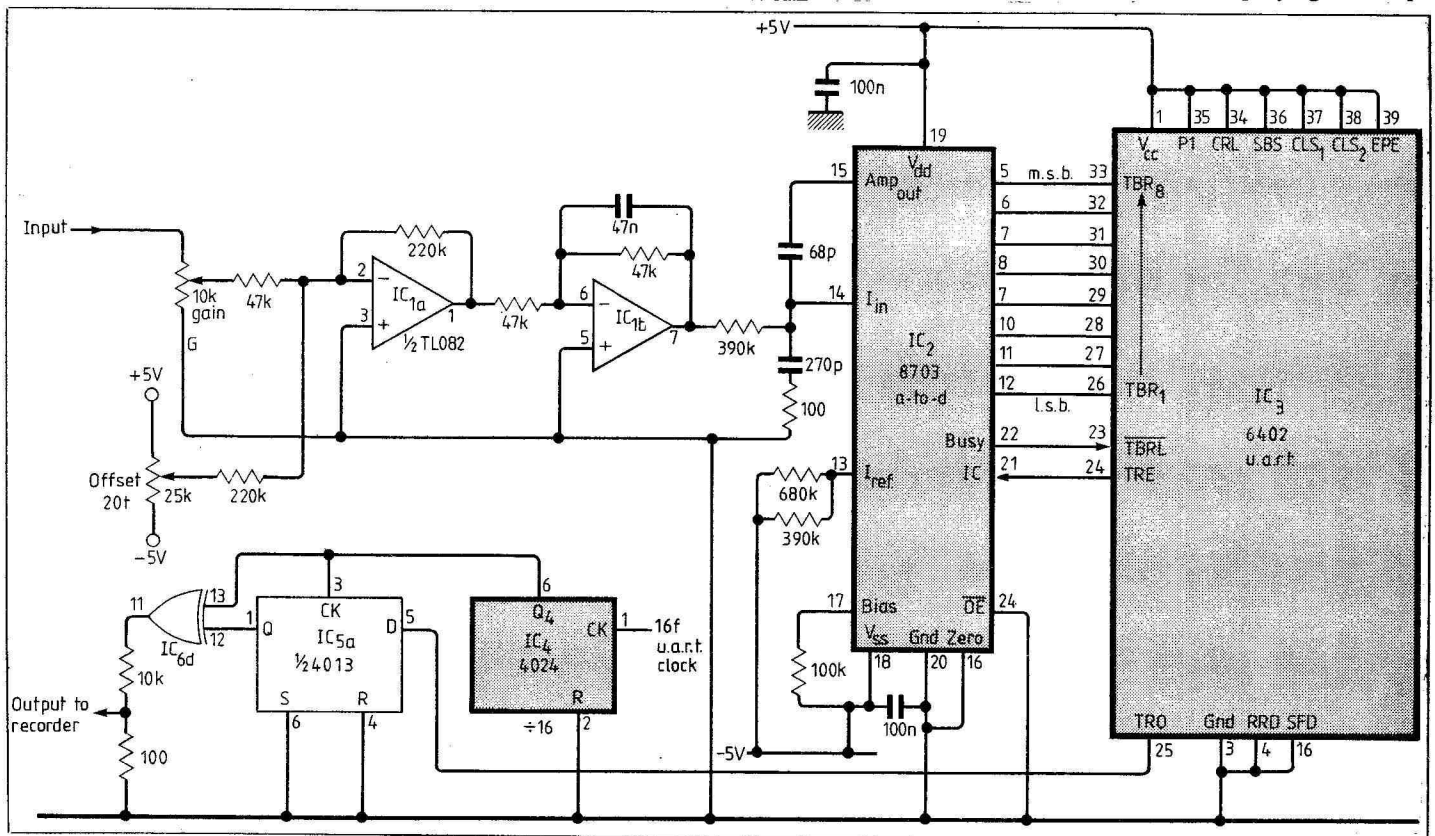 +5V
100n
1
35
34
36
37
38
39
19
Vcc
P1
CRL
SBS
CLS1
CLS2
EPE
Vdd
15
Amp out
5
m.s.b.
33
TBR8
6
32
Input
47n
7
31
220k
68p
8
30
47k
14
I in
7
29
10k
gain
47k
2
−
IC1a
3
+
1
½ TL082
47k
6
−
IC1b
5
+
7
390k
IC2
8703
a-to-d
10
28
11
27
270p
12
26
l.s.b.
TBR1
IC3
6402
u.a.r.t.
G
100
+5V
Busy
22
23
TBRL
IC
21
24
TRE
Offset
20t
25k
220k
680k
13
I ref
390k
−5V
11
13
12
IC6d
3
CK
1
Q
IC5a
½4013
D
5
S
R
6
4
6
Q4
IC4
4024
CK
1
16f
u.a.r.t.
clock
R
÷16
2
17
Bias
OE
24
Vss
Gnd
Zero
18
20
16
100k
100n
−5V
10k
Output to
recorder
100
TRO
Gnd
RRD
SFD
25
3
4
16